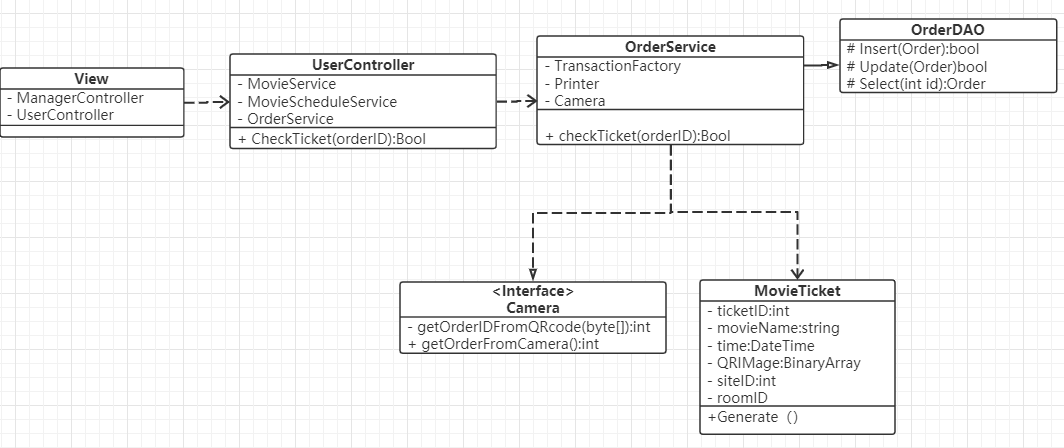 View
- ManagerController
- UserController
UserController
- MovieService
- MovieScheduleService
- OrderService
+ CheckTicket(orderID):Bool
OrderService
- TransactionFactory
- Printer
- Camera
+ checkTicket(orderID):Bool
OrderDAO
# Insert(Order):bool
# Update(Order)bool
# Select(int id):Order
<Interface>
Camera
- getOrderIDFromQRcode(byte[]):int
+ getOrderFromCamera():int
MovieTicket
- ticketID:int
- movieName:string
- time:DateTime
- QRIMage:BinaryArray
- siteID:int
- roomID
+Generate（）